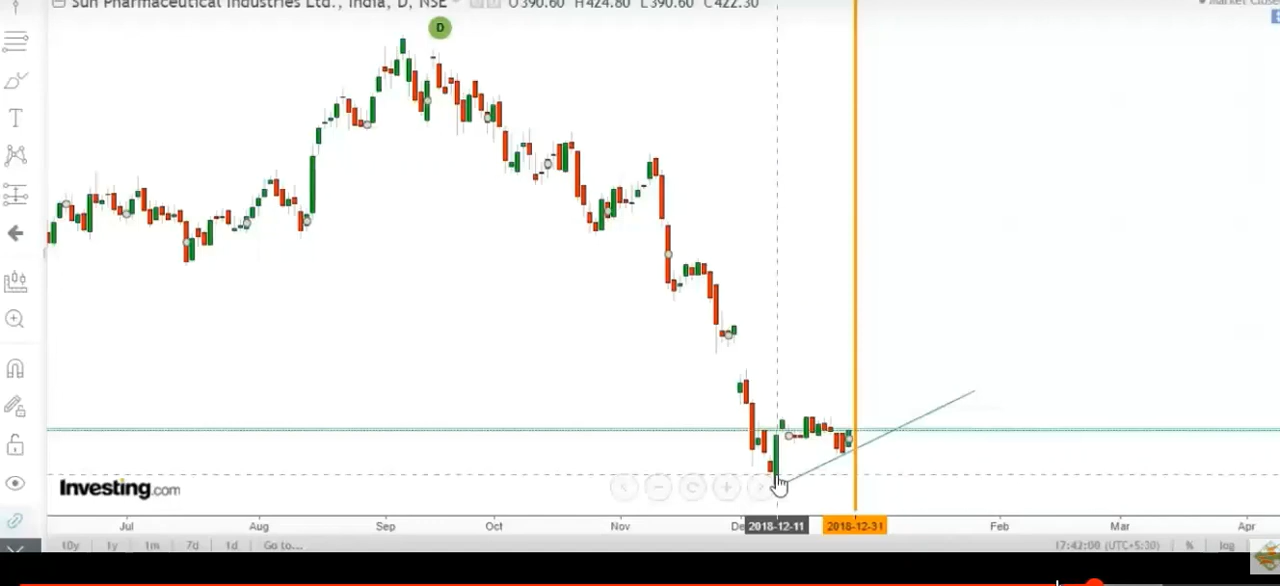 Sun Pharmaceutical Industries Ltd., India, D, NSE O390.60 H424.80 L390.60 C422.30
D
T
Investing.com
Jul Aug Sep Oct Nov De 2018-12-11 2018-12-31 Feb Mar Apr
10y 1y 1m 7d 1d Go to... 17:42:00 (UTC+5:30) % log